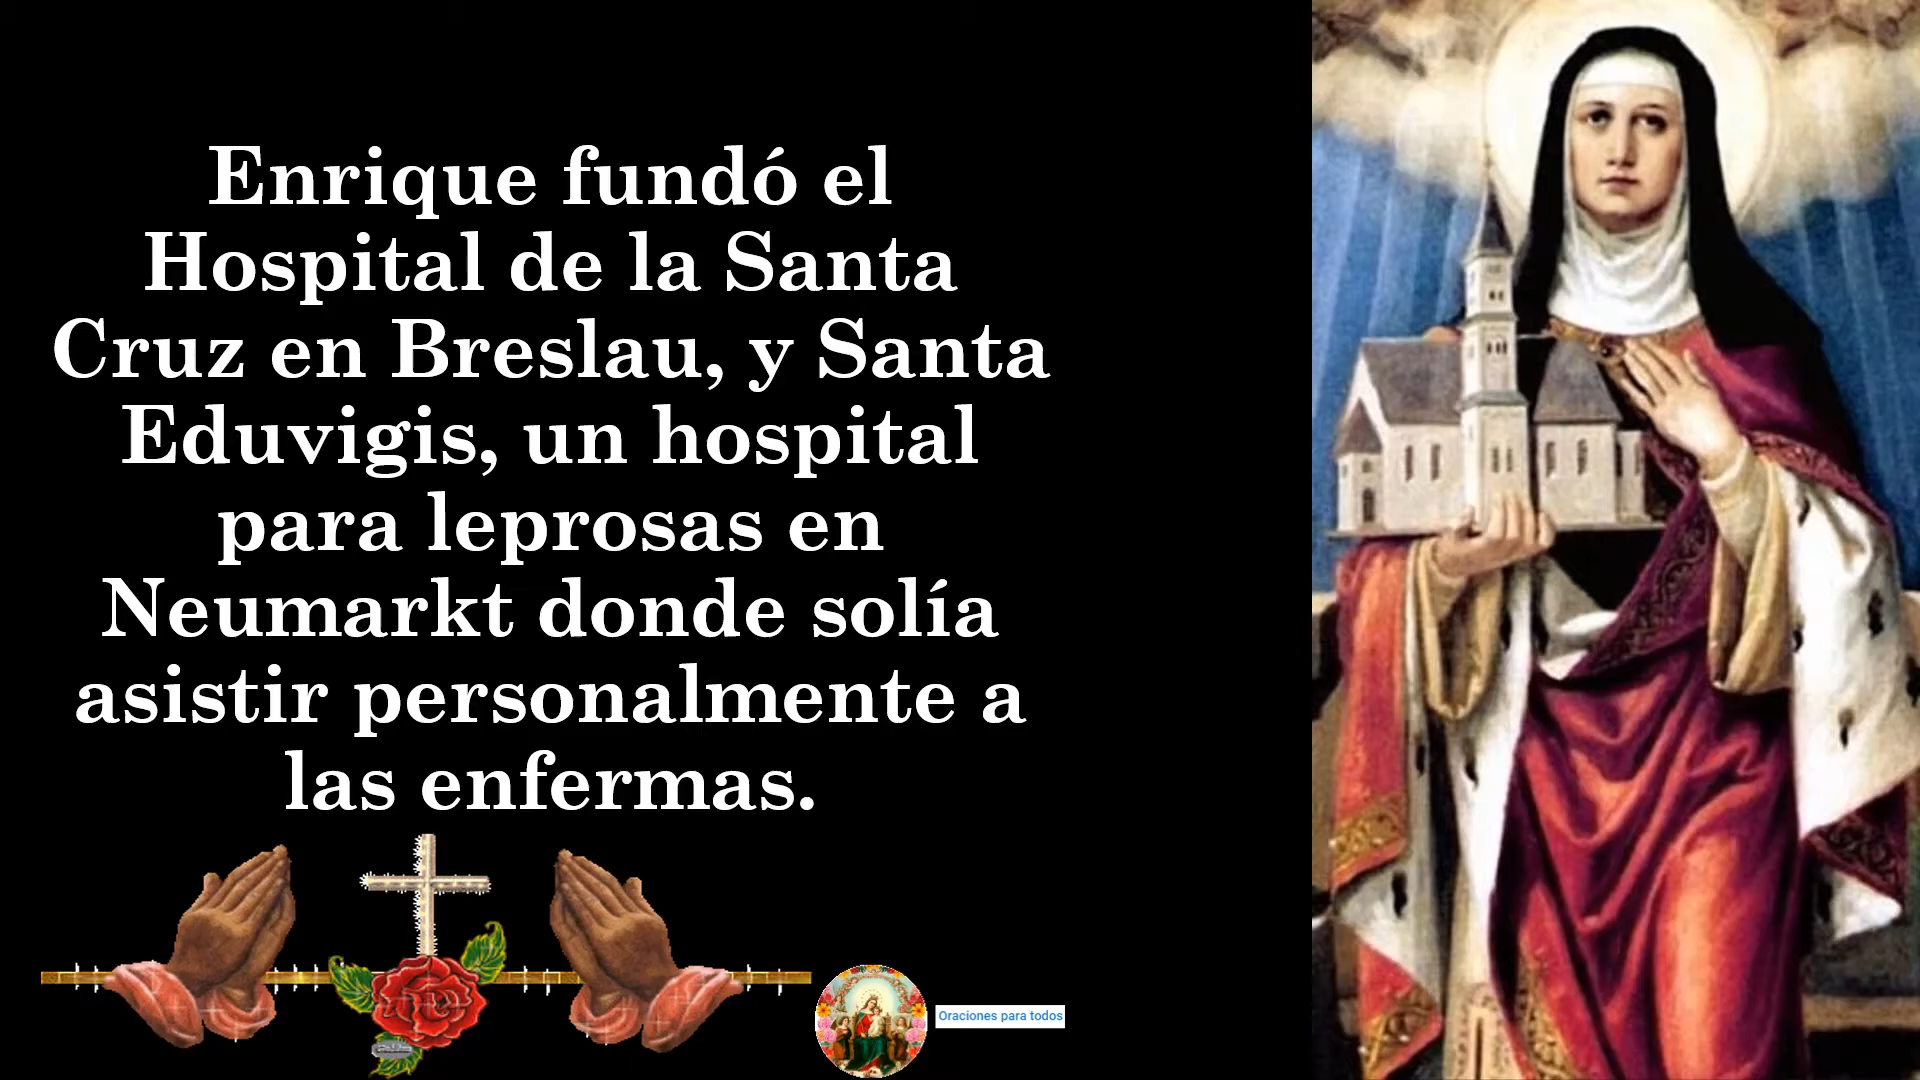 Enrique fundó el
Hospital de la Santa
Cruz en Breslau, y Santa
Eduvigis, un hospital
para leprosas en
Neumarkt donde solía
asistir personalmente a
las enfermas.
Oraciones para todos